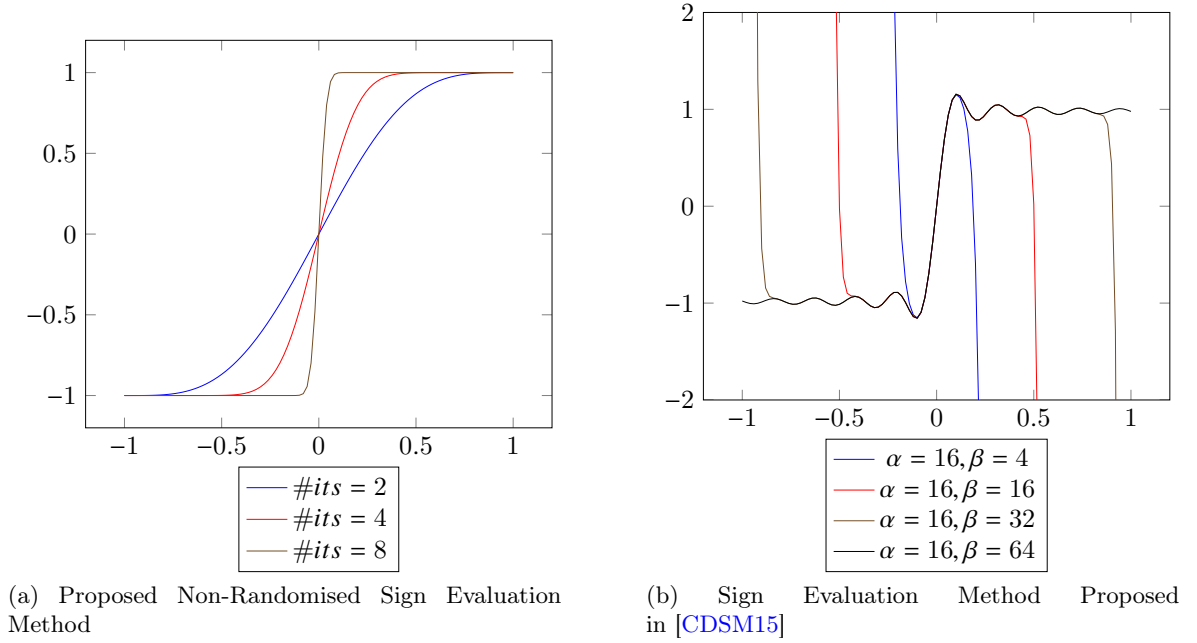 1
0.5
0
−0.5
−1
−1
−0.5
0
0.5
1
#its = 2
#its = 4
#its = 8
(a) Proposed Non-Randomised Sign Evaluation
Method
2
1
0
−1
−2
−1
−0.5
0
0.5
1
α = 16, β = 4
α = 16, β = 16
α = 16, β = 32
α = 16, β = 64
(b) Sign Evaluation Method Proposed
in [CDSM15]